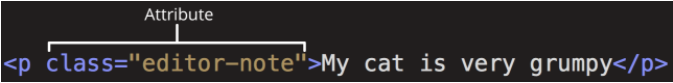 Attribute
<p class="editor-note">My cat is very grumpy</p>